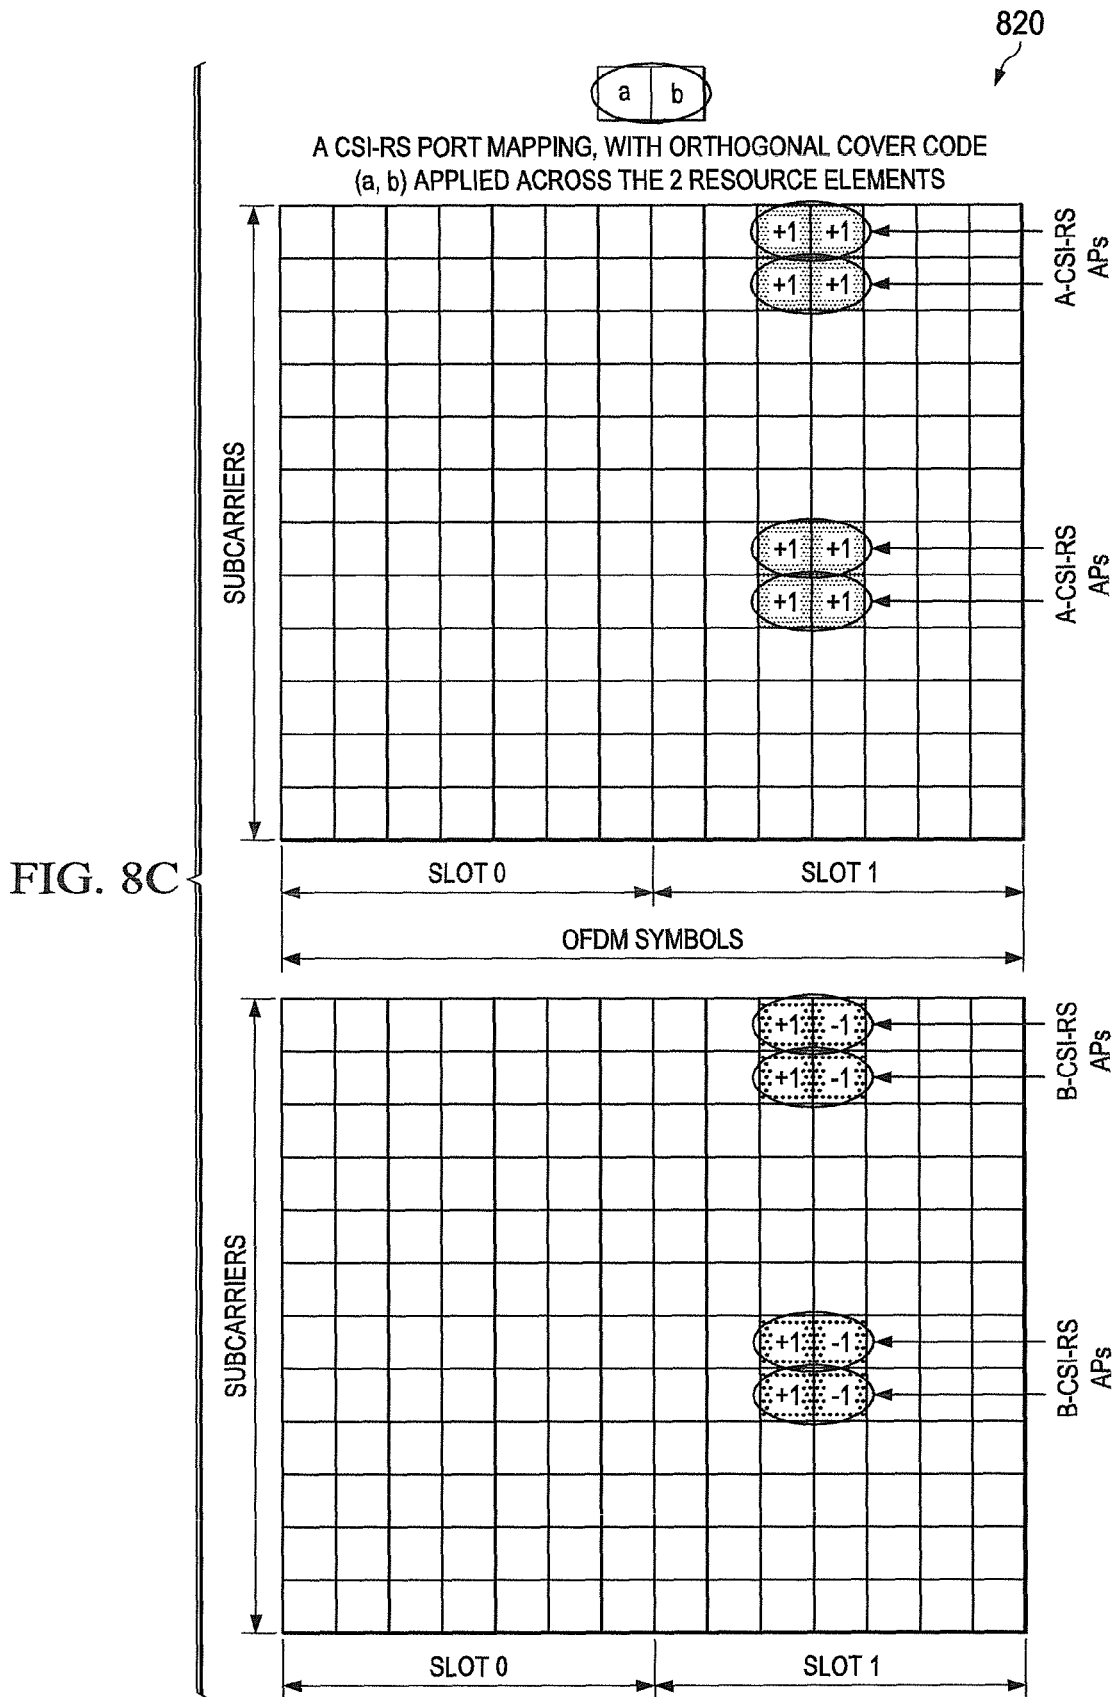 820
a b
A CSI-RS PORT MAPPING, WITH ORTHOGONAL COVER CODE
(a, b) APPLIED ACROSS THE 2 RESOURCE ELEMENTS
+1 +1
A-CSI-RS
APs
+1 +1
SUBCARRIERS
+1 +1
A-CSI-RS
APs
+1 +1
FIG. 8C
SLOT 0 SLOT 1
OFDM SYMBOLS
+1 -1
B-CSI-RS
APs
+1 -1
SUBCARRIERS
+1 -1
B-CSI-RS
APs
+1 -1
SLOT 0 SLOT 1